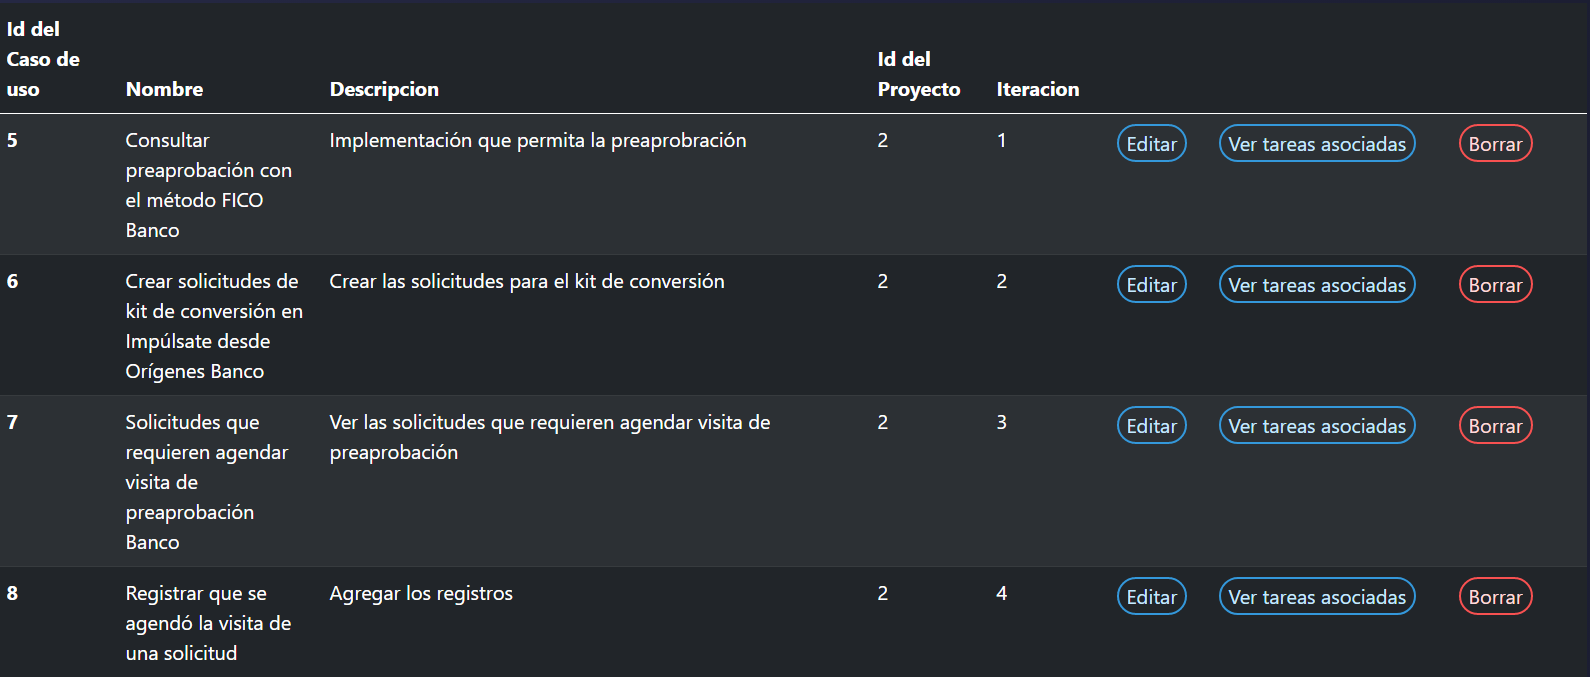 Id del
Caso de
uso
Nombre
Descripcion
Id del
Proyecto
Iteracion
5
Consultar
preaprobación con
el método FICO
Banco
Implementación que permita la preaprobración
2
1
Editar
Ver tareas asociadas
Borrar
6
Crear solicitudes de
kit de conversión en
Impúlsate desde
Orígenes Banco
Crear las solicitudes para el kit de conversión
2
2
Editar
Ver tareas asociadas
Borrar
7
Solicitudes que
requieren agendar
visita de
preaprobación
Banco
Ver las solicitudes que requieren agendar visita de
preaprobación
2
3
Editar
Ver tareas asociadas
Borrar
8
Registrar que se
agendó la visita de
una solicitud
Agregar los registros
2
4
Editar
Ver tareas asociadas
Borrar